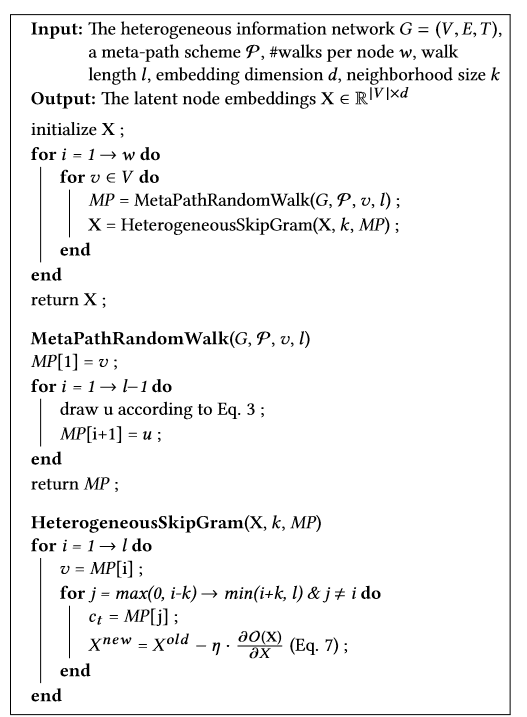 Input: The heterogeneous information network G = (V, E, T),
a meta-path scheme 𝒫, #walks per node w, walk
length l, embedding dimension d, neighborhood size k
Output: The latent node embeddings X ∈ ℝ^{|V|×d}
initialize X ;
for i = 1 → w do
for v ∈ V do
MP = MetaPathRandomWalk(G, 𝒫, v, l) ;
X = HeterogeneousSkipGram(X, k, MP) ;
end
end
return X ;
MetaPathRandomWalk(G, 𝒫, v, l)
MP[1] = v ;
for i = 1 → l−1 do
draw u according to Eq. 3 ;
MP[i+1] = u ;
end
return MP ;
HeterogeneousSkipGram(X, k, MP)
for i = 1 → l do
v = MP[i] ;
for j = max(0, i-k) → min(i+k, l) & j ≠ i do
c_t = MP[j] ;
X^{new} = X^{old} − η · ∂O(X)/∂X (Eq. 7) ;
end
end